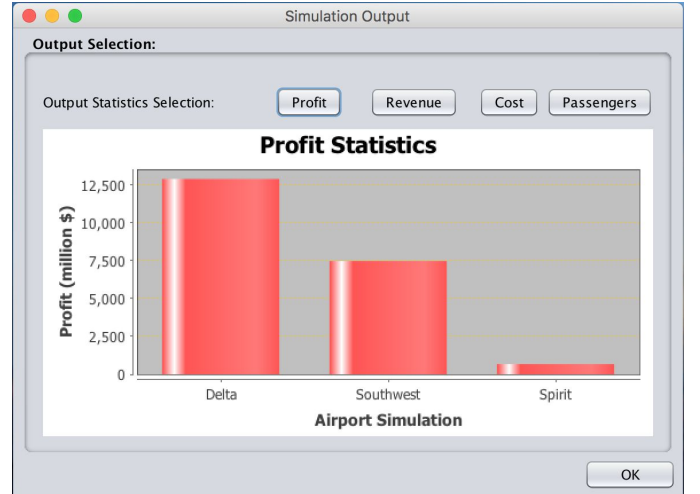 Simulation Output
Output Selection:
Output Statistics Selection: Profit Revenue Cost Passengers
Profit Statistics
Profit (million $)
12,500
10,000
7,500
5,000
2,500
0
Delta Southwest Spirit
Airport Simulation
OK